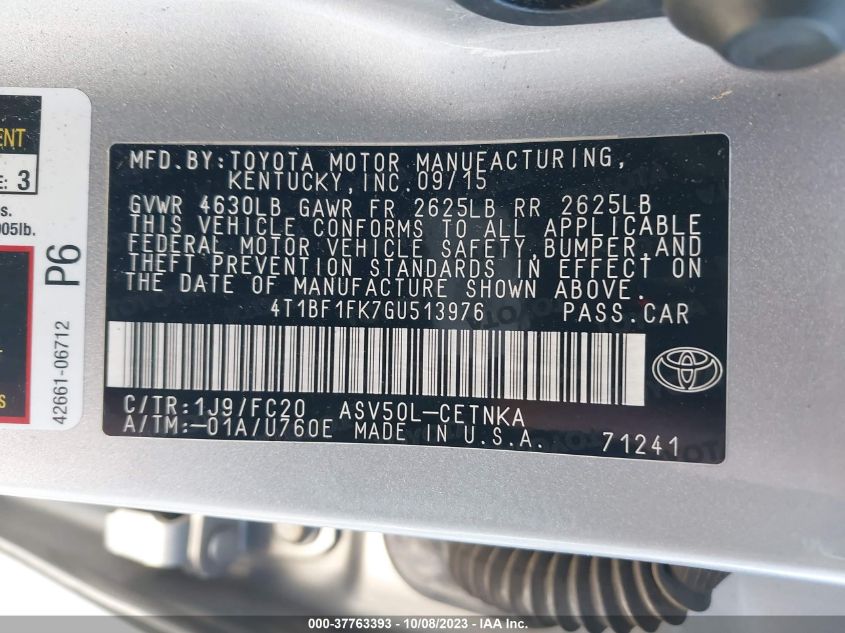 ENT
E: 3
s.
005lb.
P6
42661-06712
S
MFD.BY:TOYOTA MOTOR MANUFACTURING,
KENTUCKY,INC.09/15
GVWR 4630LB GAWR FR 2625LB RR 2625LB
THIS VEHICLE CONFORMS TO ALL APPLICABLE
FEDERAL MOTOR VEHICLE SAFETY,BUMPER,AND
THEFT PREVENTION STANDARDS IN EFFECT ON
THE DATE OF MANUFACTURE SHOWN ABOVE.
4T1BF1FK7GU513976 PASS.CAR
C/TR:1J9/FC20 ASV50L-CETNKA
A/TM:-01A/U760E MADE IN U.S.A. 71241
000-37763393 - 10/08/2023 - IAA Inc.